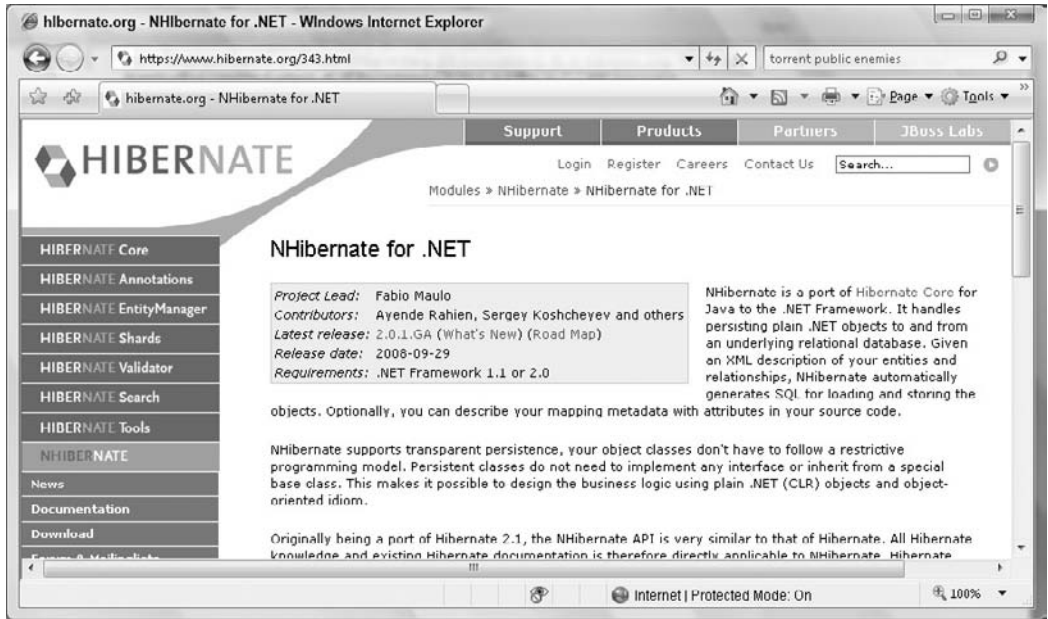 hibernate.org - NHibernate for .NET - Windows Internet Explorer
https://www.hibernate.org/343.html
torrent public enemies
hibernate.org - NHibernate for .NET
Page
Tools
Support Products Partners JBoss Labs
HIBERNATE
Login Register Careers Contact Us Search...
Modules » NHibernate » NHibernate for .NET
HIBERNATE Core
HIBERNATE Annotations
HIBERNATE EntityManager
HIBERNATE Shards
HIBERNATE Validator
HIBERNATE Search
HIBERNATE Tools
NHIBERNATE
News
Documentation
Download
Forum & Mailinglists
NHibernate for .NET
Project Lead: Fabio Maulo
Contributors: Ayende Rahien, Sergey Koshcheyev and others
Latest release: 2.0.1.GA (What's New) (Road Map)
Release date: 2008-09-29
Requirements: .NET Framework 1.1 or 2.0
NHibernate is a port of Hibernate Core for
Java to the .NET Framework. It handles
persisting plain .NET objects to and from
an underlying relational database. Given
an XML description of your entities and
relationships, NHibernate automatically
generates SQL for loading and storing the
objects. Optionally, you can describe your mapping metadata with attributes in your source code.
NHibernate supports transparent persistence, your object classes don't have to follow a restrictive
programming model. Persistent classes do not need to implement any interface or inherit from a special
base class. This makes it possible to design the business logic using plain .NET (CLR) objects and object-
oriented idiom.
Originally being a port of Hibernate 2.1, the NHibernate API is very similar to that of Hibernate. All Hibernate
knowledge and existing Hibernate documentation is therefore directly applicable to NHibernate. Hibernate
Internet | Protected Mode: On
100%